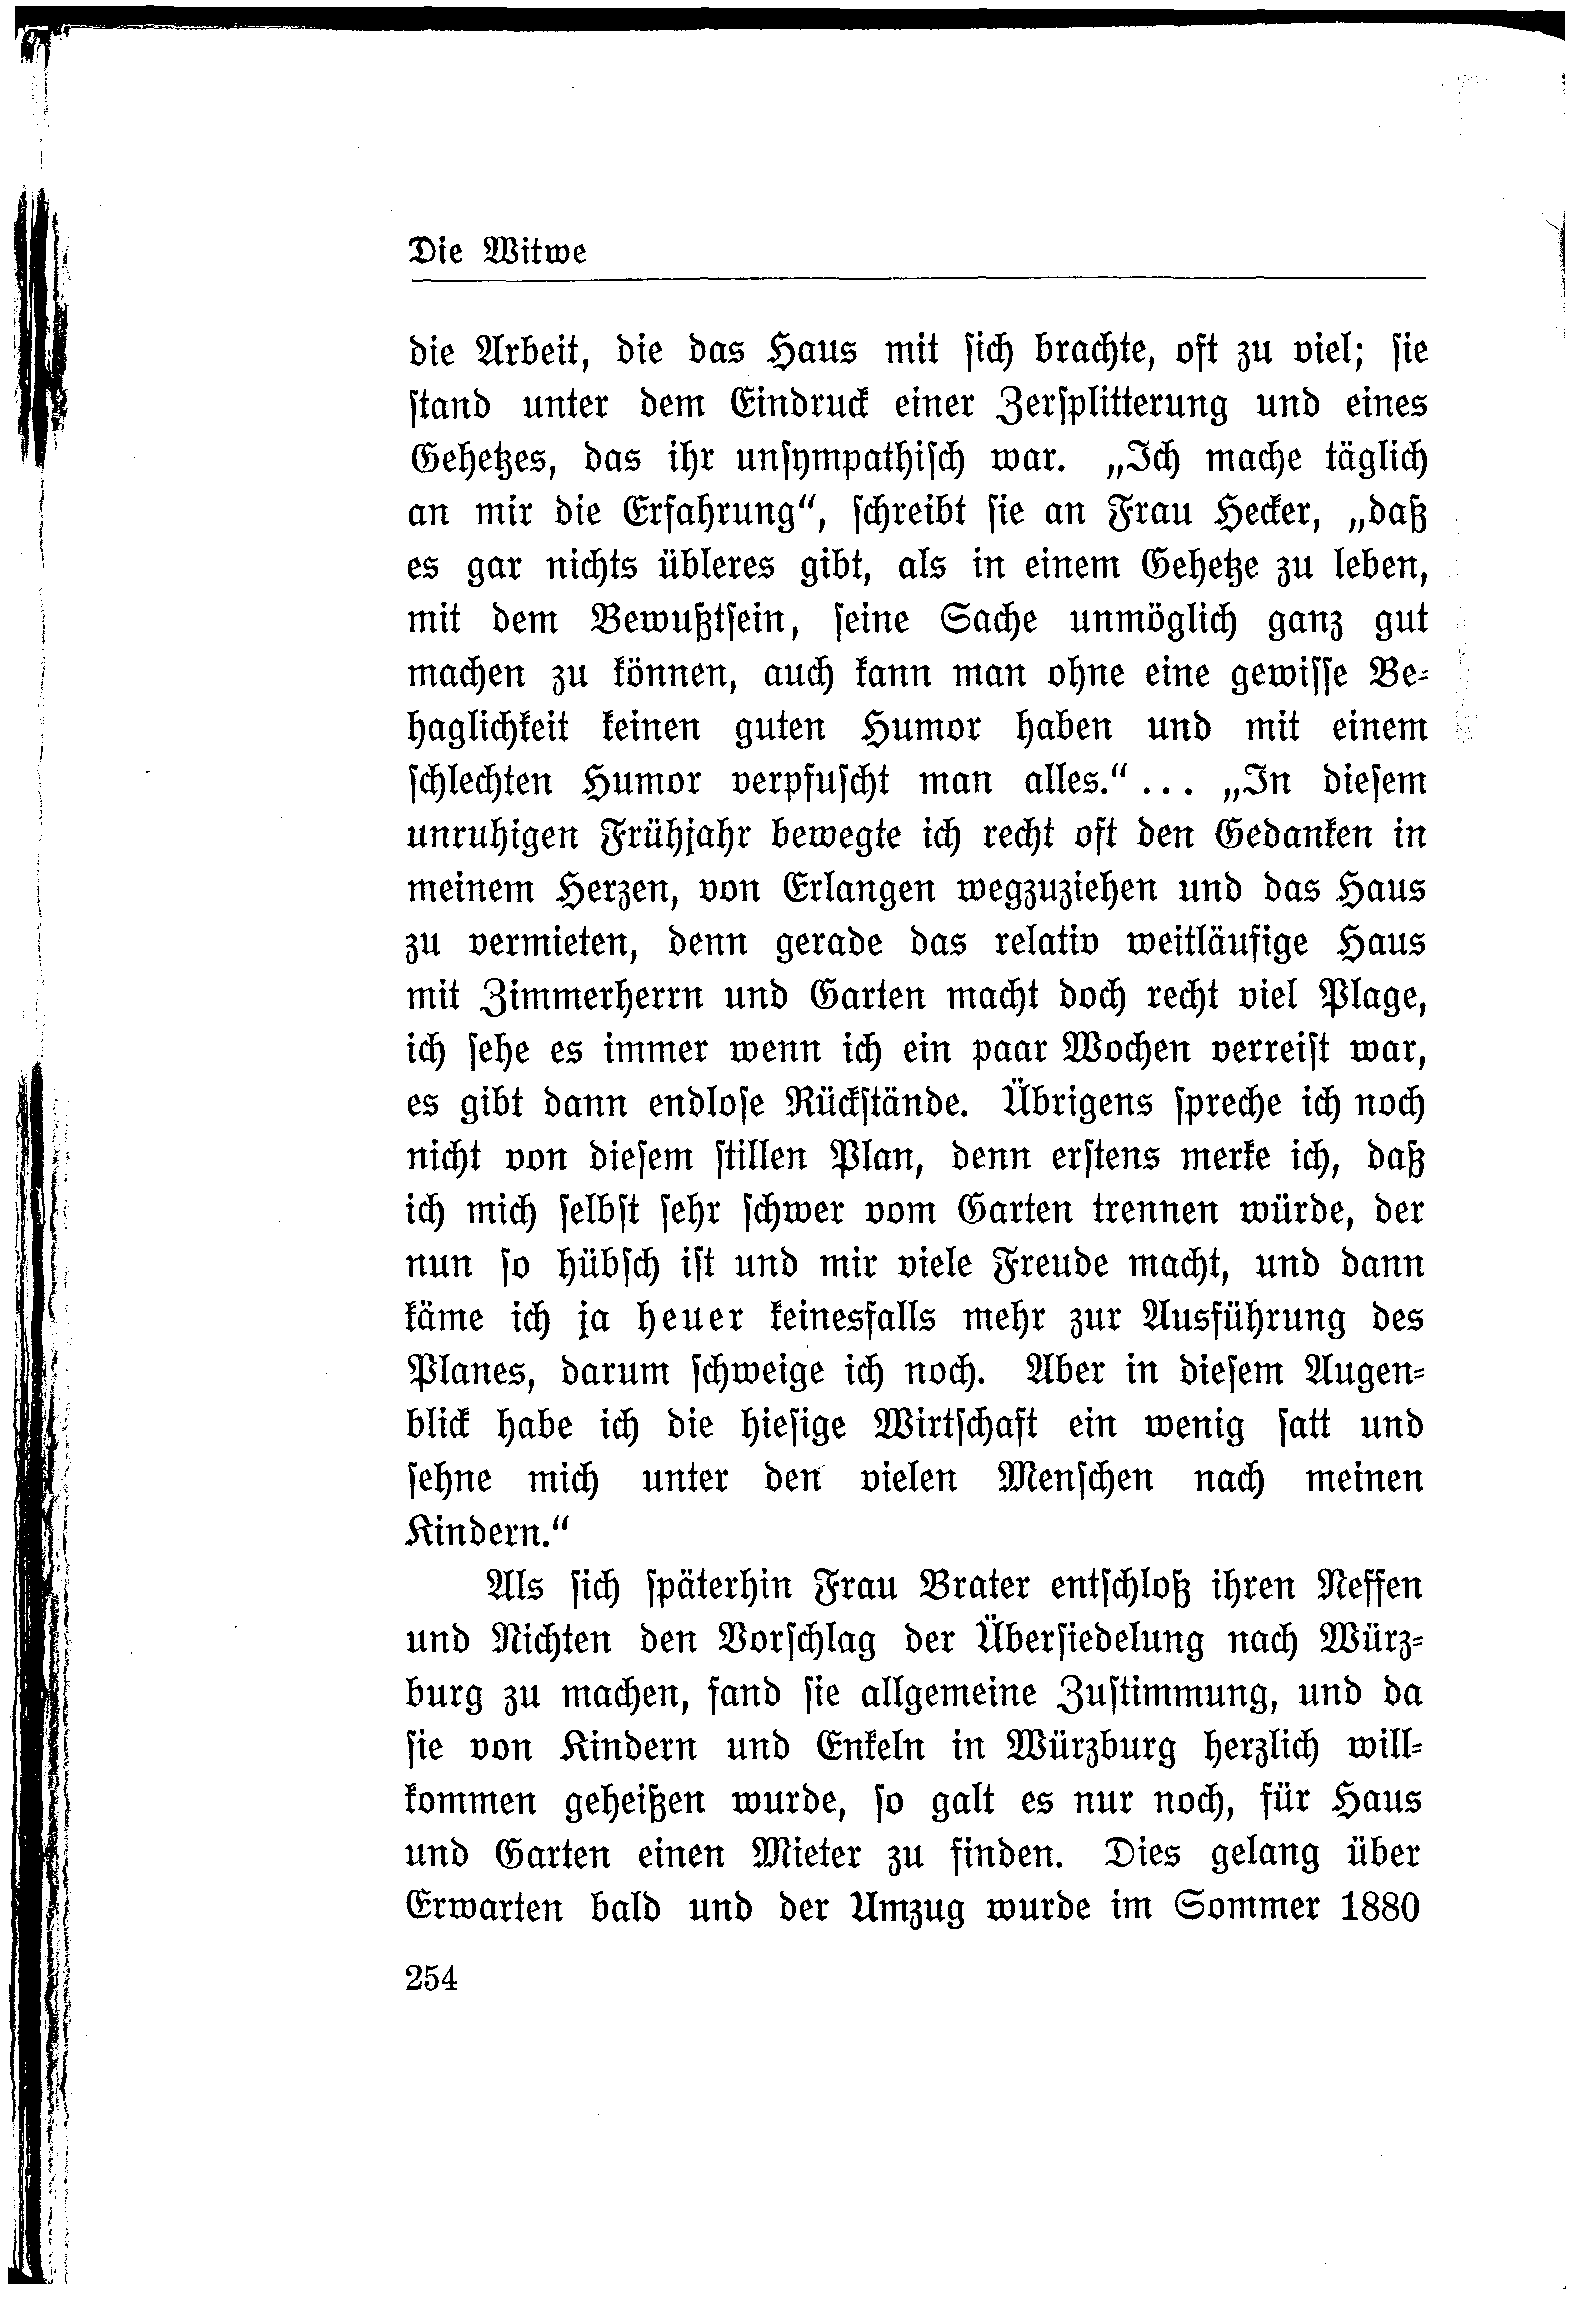 Die Witwe
die Arbeit, die das Haus mit sich brachte, oft zu viel; sie
stand unter dem Eindruck einer Zersplitterung und eines
Gehetzes, das ihr unsympathisch war. „Ich mache täglich
an mir die Erfahrung“, schreibt sie an Frau Hecker, „daß
es gar nichts übleres gibt, als in einem Gehetze zu leben,
mit dem Bewußtsein, seine Sache unmöglich ganz gut
machen zu können, auch kann man ohne eine gewisse Be-
haglichkeit keinen guten Humor haben und mit einem
schlechten Humor verpfuscht man alles.“ ... „In diesem
unruhigen Frühjahr bewegte ich recht oft den Gedanken in
meinem Herzen, von Erlangen wegzuziehen und das Haus
zu vermieten, denn gerade das relativ weitläufige Haus
mit Zimmerherrn und Garten macht doch recht viel Plage,
ich sehe es immer wenn ich ein paar Wochen verreist war,
es gibt dann endlose Rückstände. Übrigens spreche ich noch
nicht von diesem stillen Plan, denn erstens merke ich, daß
ich mich selbst sehr schwer vom Garten trennen würde, der
nun so hübsch ist und mir viele Freude macht, und dann
käme ich ja heuer keinesfalls mehr zur Ausführung des
Planes, darum schweige ich noch. Aber in diesem Augen-
blick habe ich die hiesige Wirtschaft ein wenig satt und
sehne mich unter den vielen Menschen nach meinen
Kindern.“
Als sich späterhin Frau Brater entschloß ihren Neffen
und Nichten den Vorschlag der Übersiedelung nach Würz-
burg zu machen, fand sie allgemeine Zustimmung, und da
sie von Kindern und Enkeln in Würzburg herzlich will-
kommen geheißen wurde, so galt es nur noch, für Haus
und Garten einen Mieter zu finden. Dies gelang über
Erwarten bald und der Umzug wurde im Sommer 1880
254